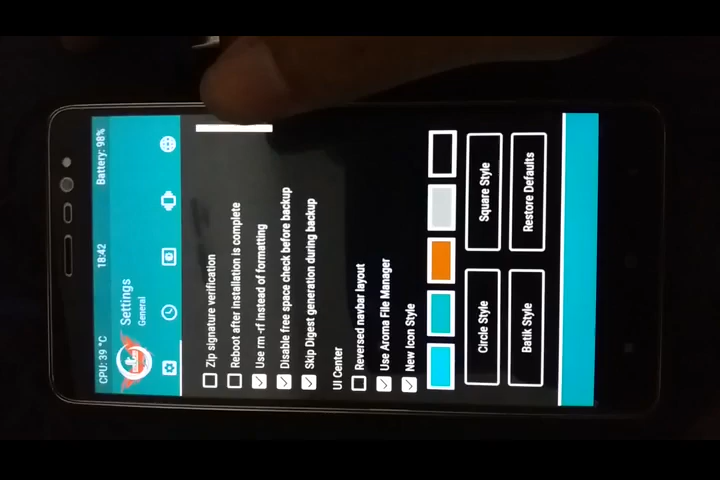 CPU: 39 °C 18:42 Battery: 98%
Settings
General
Zip signature verification
Reboot after installation is complete
Use rm -rf instead of formatting
Disable free space check before backup
Skip Digest generation during backup
UI Center
Reversed navbar layout
Use Aroma File Manager
New Icon Style
Circle Style Square Style
Batik Style Restore Defaults